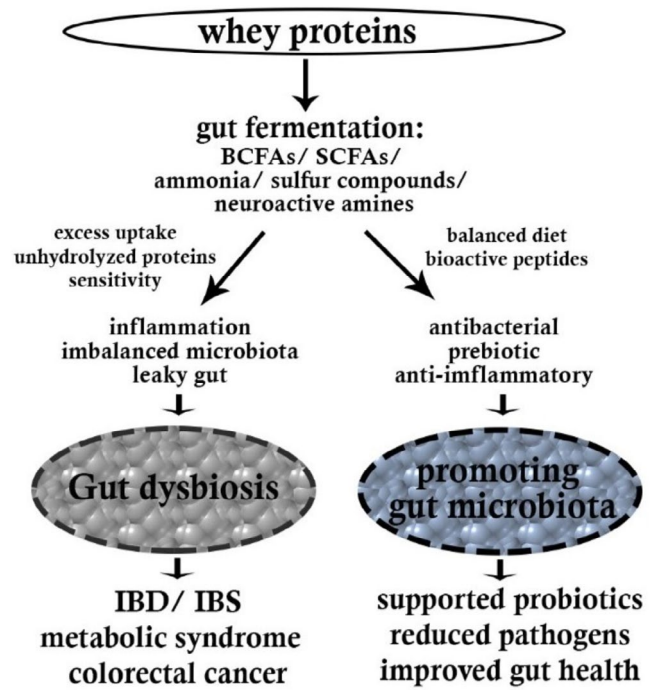 whey proteins
gut fermentation:
BCFAs/ SCFAs/
ammonia/ sulfur compounds/
neuroactive amines
excess uptake
unhydrolyzed proteins
sensitivity
balanced diet
bioactive peptides
inflammation
imbalanced microbiota
leaky gut
antibacterial
prebiotic
anti-imflammatory
Gut dysbiosis
promoting
gut microbiota
IBD/ IBS
metabolic syndrome
colorectal cancer
supported probiotics
reduced pathogens
improved gut health